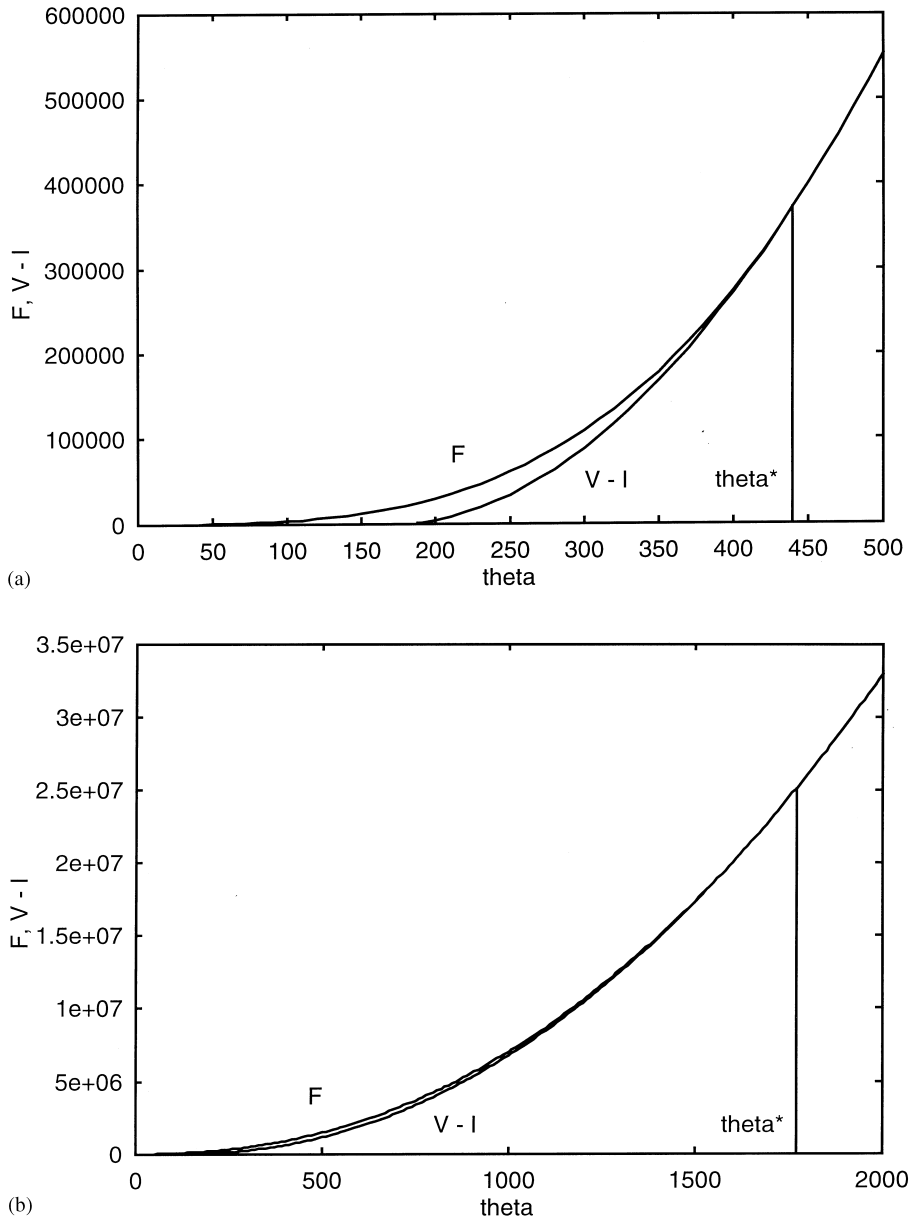 600000
500000
400000
300000
200000
100000
0
F, V - I
F
V - I
theta*
0 50 100 150 200 250 300 350 400 450 500
theta
(a)
3.5e+07
3e+07
2.5e+07
2e+07
1.5e+07
1e+07
5e+06
0
F, V - I
F
V - I
theta*
0 500 1000 1500 2000
theta
(b)